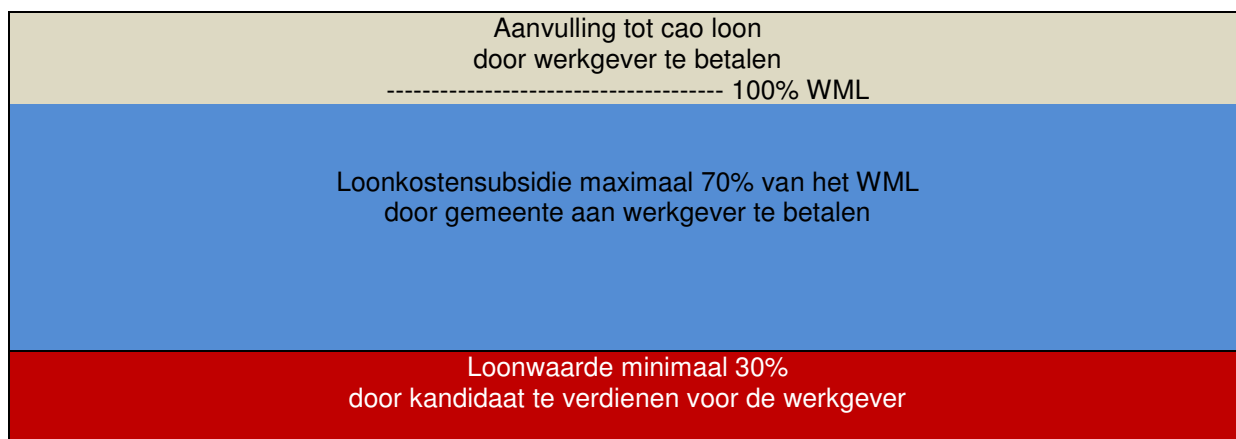 Aanvulling tot cao loon
door werkgever te betalen
------------------------------------- 100% WML
Loonkostensubsidie maximaal 70% van het WML
door gemeente aan werkgever te betalen
Loonwaarde minimaal 30%
door kandidaat te verdienen voor de werkgever